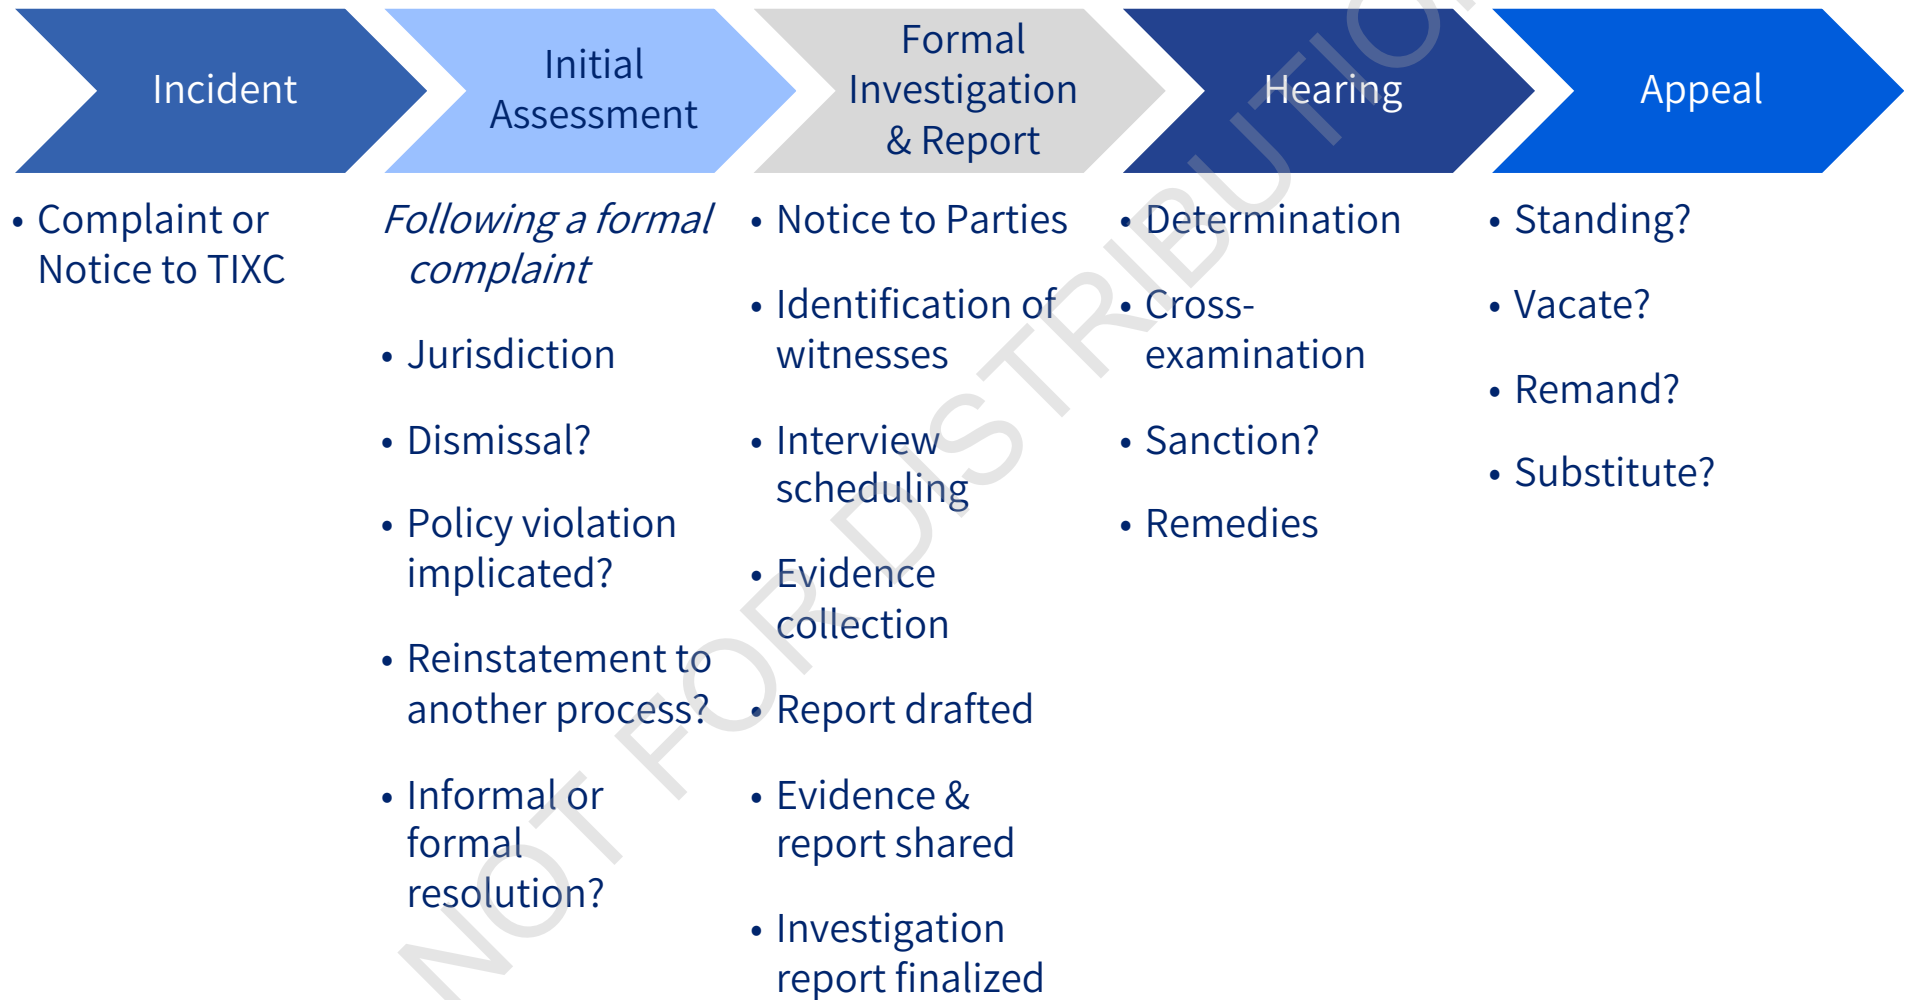 Incident
Initial
Assessment
Formal
Investigation
& Report
Hearing
Appeal
• Complaint or
Notice to TIXC
Following a formal
complaint
• Jurisdiction
• Dismissal?
• Policy violation
implicated?
• Reinstatement to
another process?
• Informal or
formal
resolution?
• Notice to Parties
• Identification of
witnesses
• Interview
scheduling
• Evidence
collection
• Report drafted
• Evidence &
report shared
• Investigation
report finalized
• Determination
• Cross-
examination
• Sanction?
• Remedies
• Standing?
• Vacate?
• Remand?
• Substitute?
NOT FOR DISTRIBUTION